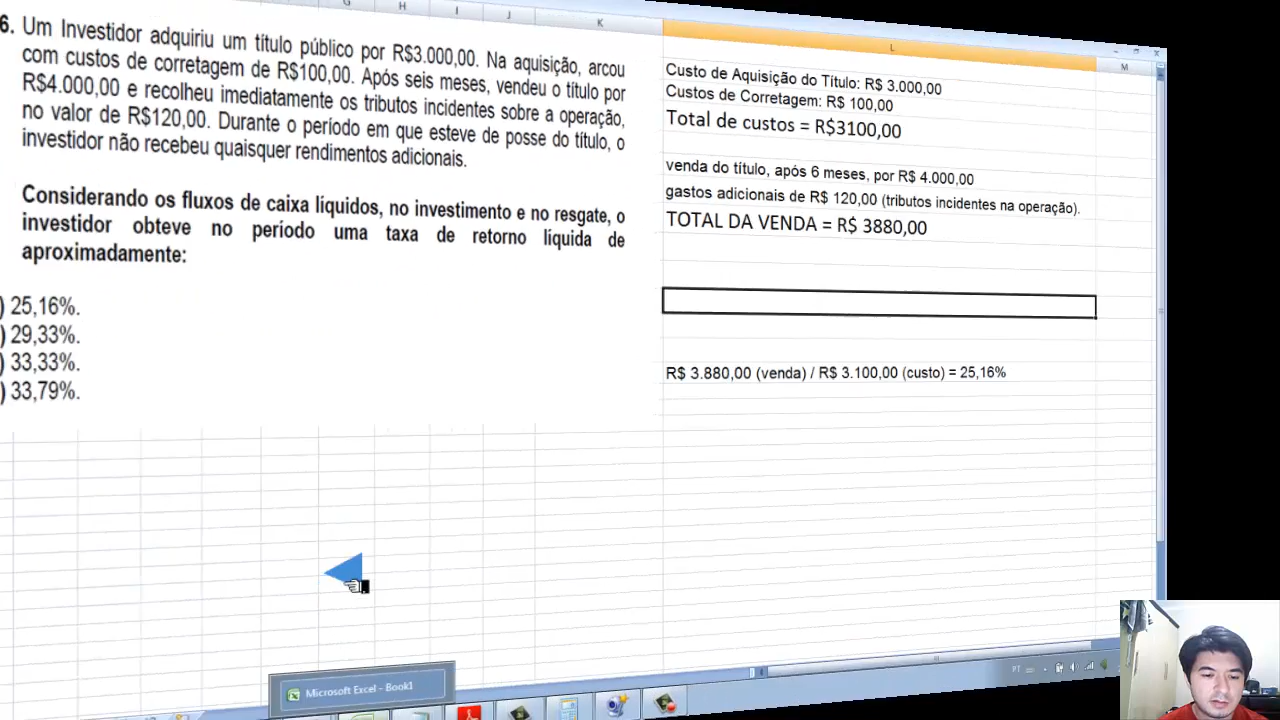 G H I J K L M
6. Um Investidor adquiriu um título público por R$3.000,00. Na aquisição, arcou
com custos de corretagem de R$100,00. Após seis meses, vendeu o título por
R$4.000,00 e recolheu imediatamente os tributos incidentes sobre a operação,
no valor de R$120,00. Durante o período em que esteve de posse do título, o
investidor não recebeu quaisquer rendimentos adicionais.
Considerando os fluxos de caixa líquidos, no investimento e no resgate, o
investidor obteve no período uma taxa de retorno líquida de
aproximadamente:
) 25,16%.
) 29,33%.
) 33,33%.
) 33,79%.
Custo de Aquisição do Título: R$ 3.000,00
Custos de Corretagem: R$ 100,00
Total de custos = R$3100,00
venda do título, após 6 meses, por R$ 4.000,00
gastos adicionais de R$ 120,00 (tributos incidentes na operação).
TOTAL DA VENDA = R$ 3880,00
R$ 3.880,00 (venda) / R$ 3.100,00 (custo) = 25,16%
Microsoft Excel - Book1
PT